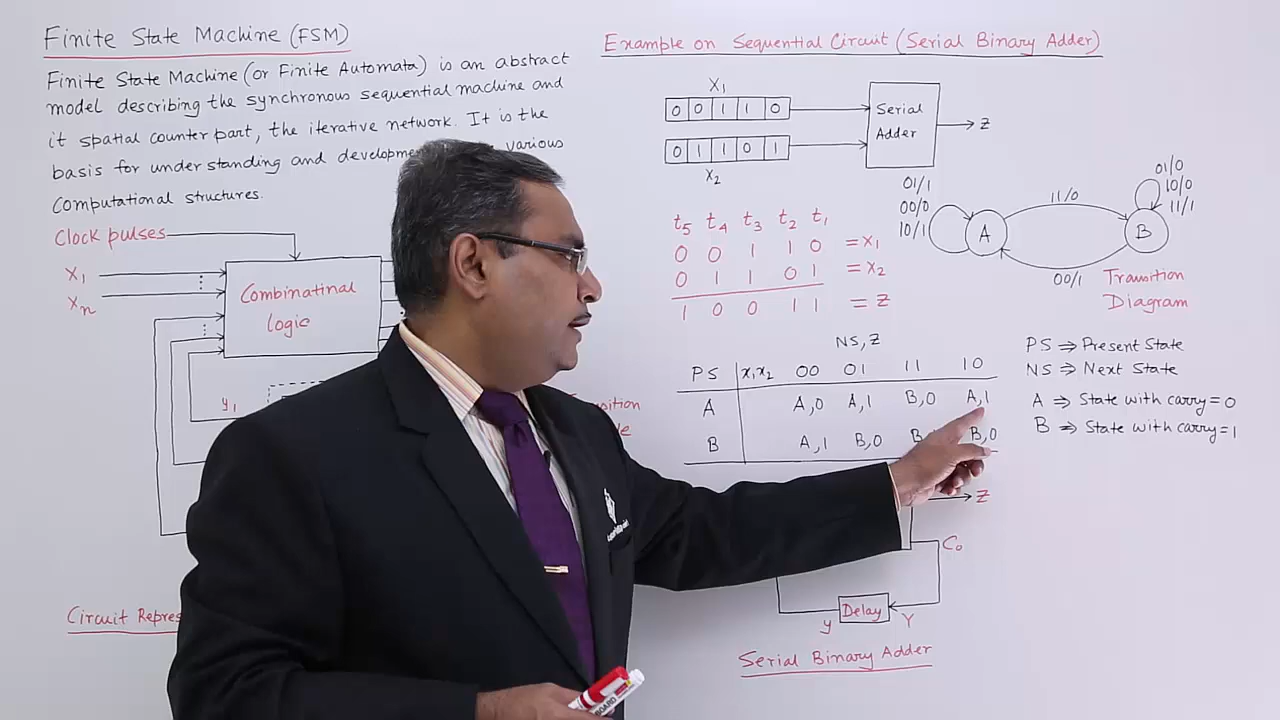 Finite State Machine (FSM)
Finite State Machine (or Finite Automata) is an abstract
model describing the synchronous sequential machine and
it spatial counter part, the iterative network. It is the
basis for understanding and various
Computational structures.
Clock pulses
X1
Xn
Combinatinal
logic
y1
Example on Sequential Circuit (Serial Binary Adder)
X1
0 0 1 1 0
0 1 1 0 1
X2
Serial
Adder
Z
t5 t4 t3 t2 t1
0 0 1 1 0 = X1
0 1 1 0 1 = X2
1 0 0 1 1 = Z
01/1
00/0
10/1
A
11/0
00/1
B
01/0
10/0
11/1
Transition
Diagram
NS, Z
PS x1x2 00 01 11 10
A A,0 A,1 B,0 A,1
B A,1 B,0 B,0
PS ⇒ Present State
NS ⇒ Next State
A ⇒ State with carry = 0
B ⇒ State with carry = 1
Z
C0
Delay
y Y
Serial Binary Adder